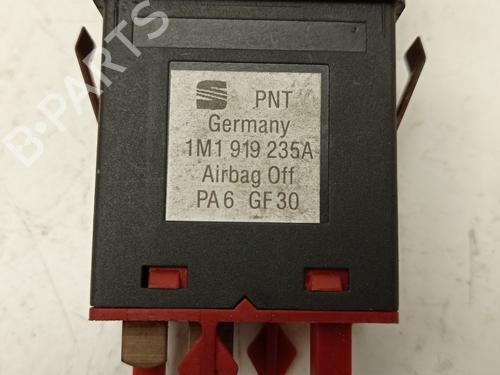 PNT
Germany
1M1 919 235A
Airbag Off
PA6 GF30
B-PARTS